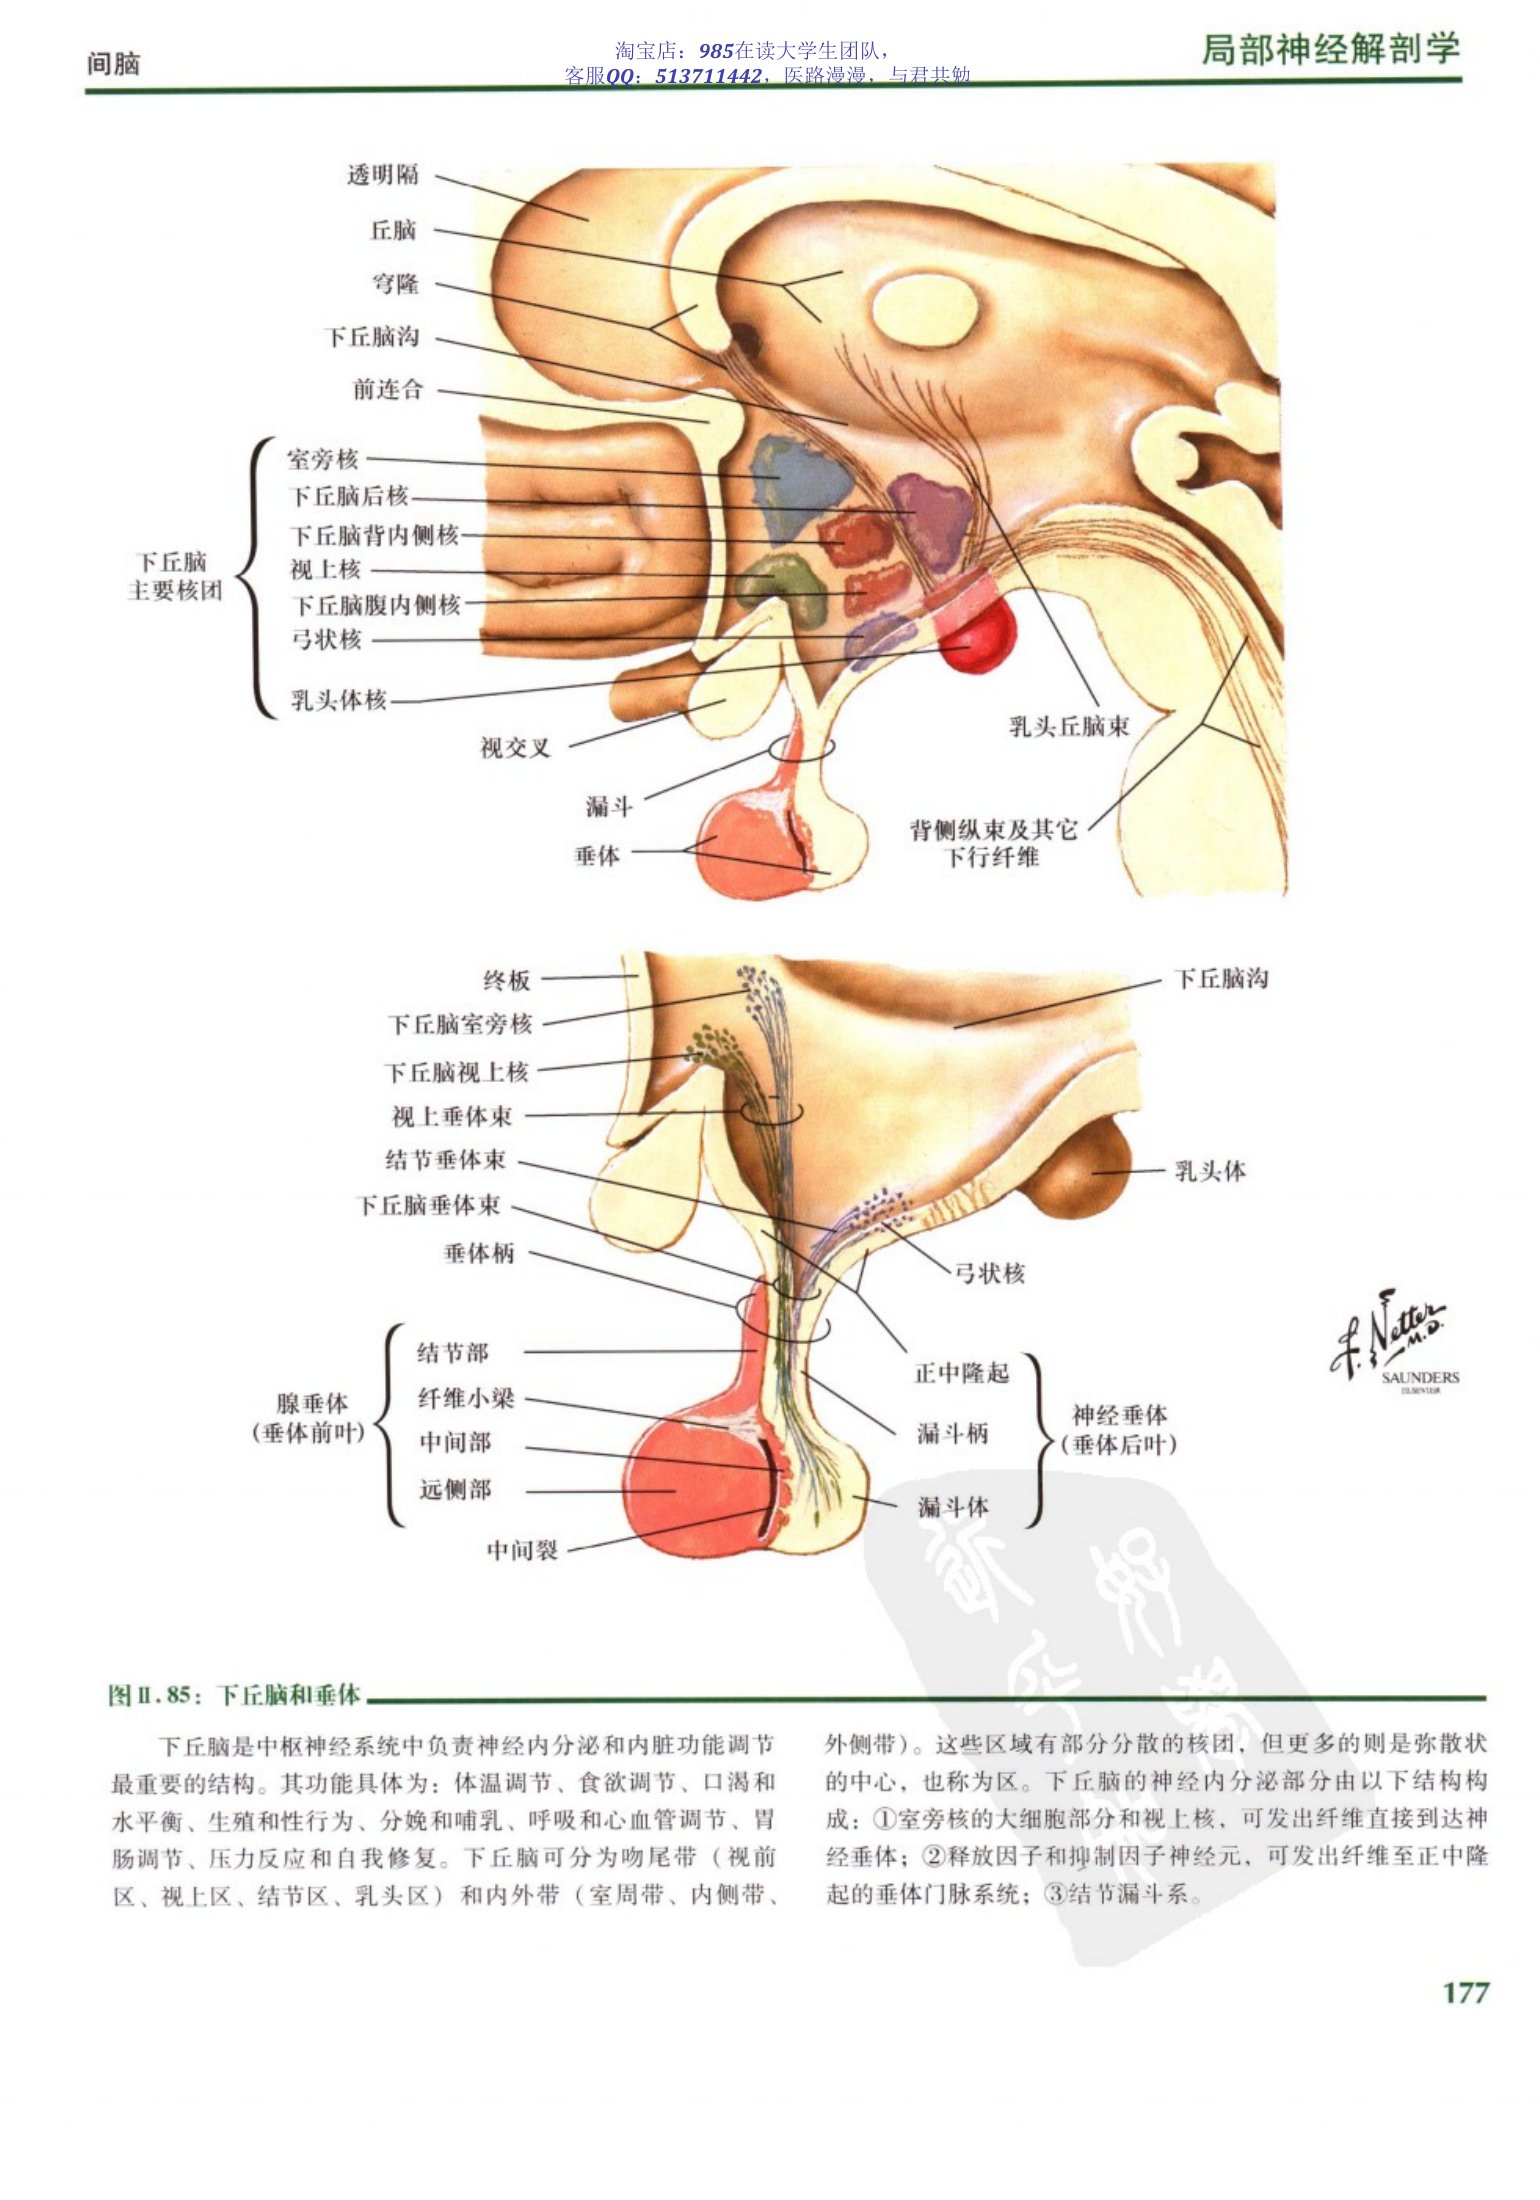 间脑
淘宝店：985在读大学生团队，
客服QQ：513711442，医路漫漫，与君共勉
局部神经解剖学
透明隔
丘脑
穹隆
下丘脑沟
前连合
室旁核
下丘脑后核
下丘脑背内侧核
视上核
下丘脑腹内侧核
弓状核
乳头体核
下丘脑
主要核团
视交叉
漏斗
垂体
乳头丘脑束
背侧纵束及其它
下行纤维
终板
下丘脑室旁核
下丘脑视上核
视上垂体束
结节垂体束
下丘脑垂体束
垂体柄
下丘脑沟
乳头体
弓状核
结节部
纤维小梁
中间部
远侧部
腺垂体
(垂体前叶)
中间裂
正中隆起
漏斗柄
漏斗体
神经垂体
(垂体后叶)
F. Netter
M.D.
SAUNDERS
ELSEVIER
图Ⅱ.85：下丘脑和垂体
下丘脑是中枢神经系统中负责神经内分泌和内脏功能调节
最重要的结构。其功能具体为：体温调节、食欲调节、口渴和
水平衡、生殖和性行为、分娩和哺乳、呼吸和心血管调节、胃
肠调节、压力反应和自我修复。下丘脑可分为吻尾带（视前
区、视上区、结节区、乳头区）和内外带（室周带、内侧带、
外侧带）。这些区域有部分分散的核团，但更多的则是弥散状
的中心，也称为区。下丘脑的神经内分泌部分由以下结构构
成：①室旁核的大细胞部分和视上核，可发出纤维直接到达神
经垂体；②释放因子和抑制因子神经元，可发出纤维至正中隆
起的垂体门脉系统；③结节漏斗系。
177